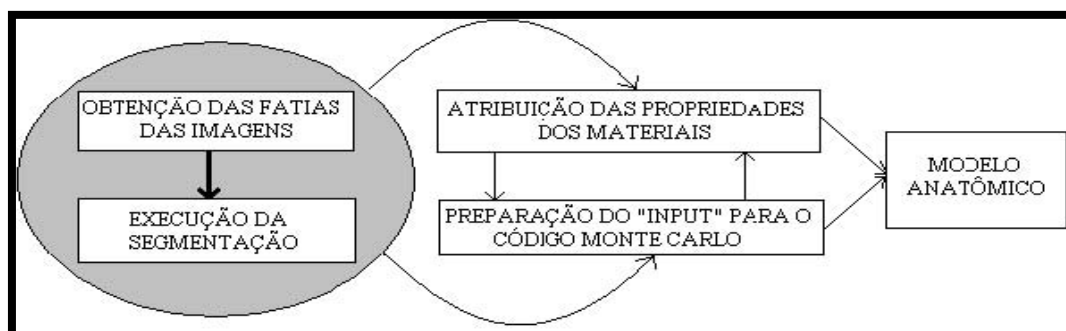 OBTENÇÃO DAS FATIAS
DAS IMAGENS
EXECUÇÃO DA
SEGMENTAÇÃO
ATRIBUIÇÃO DAS PROPRIEDADES
DOS MATERIAIS
PREPARAÇÃO DO "INPUT" PARA O
CÓDIGO MONTE CARLO
MODELO
ANATÔMICO